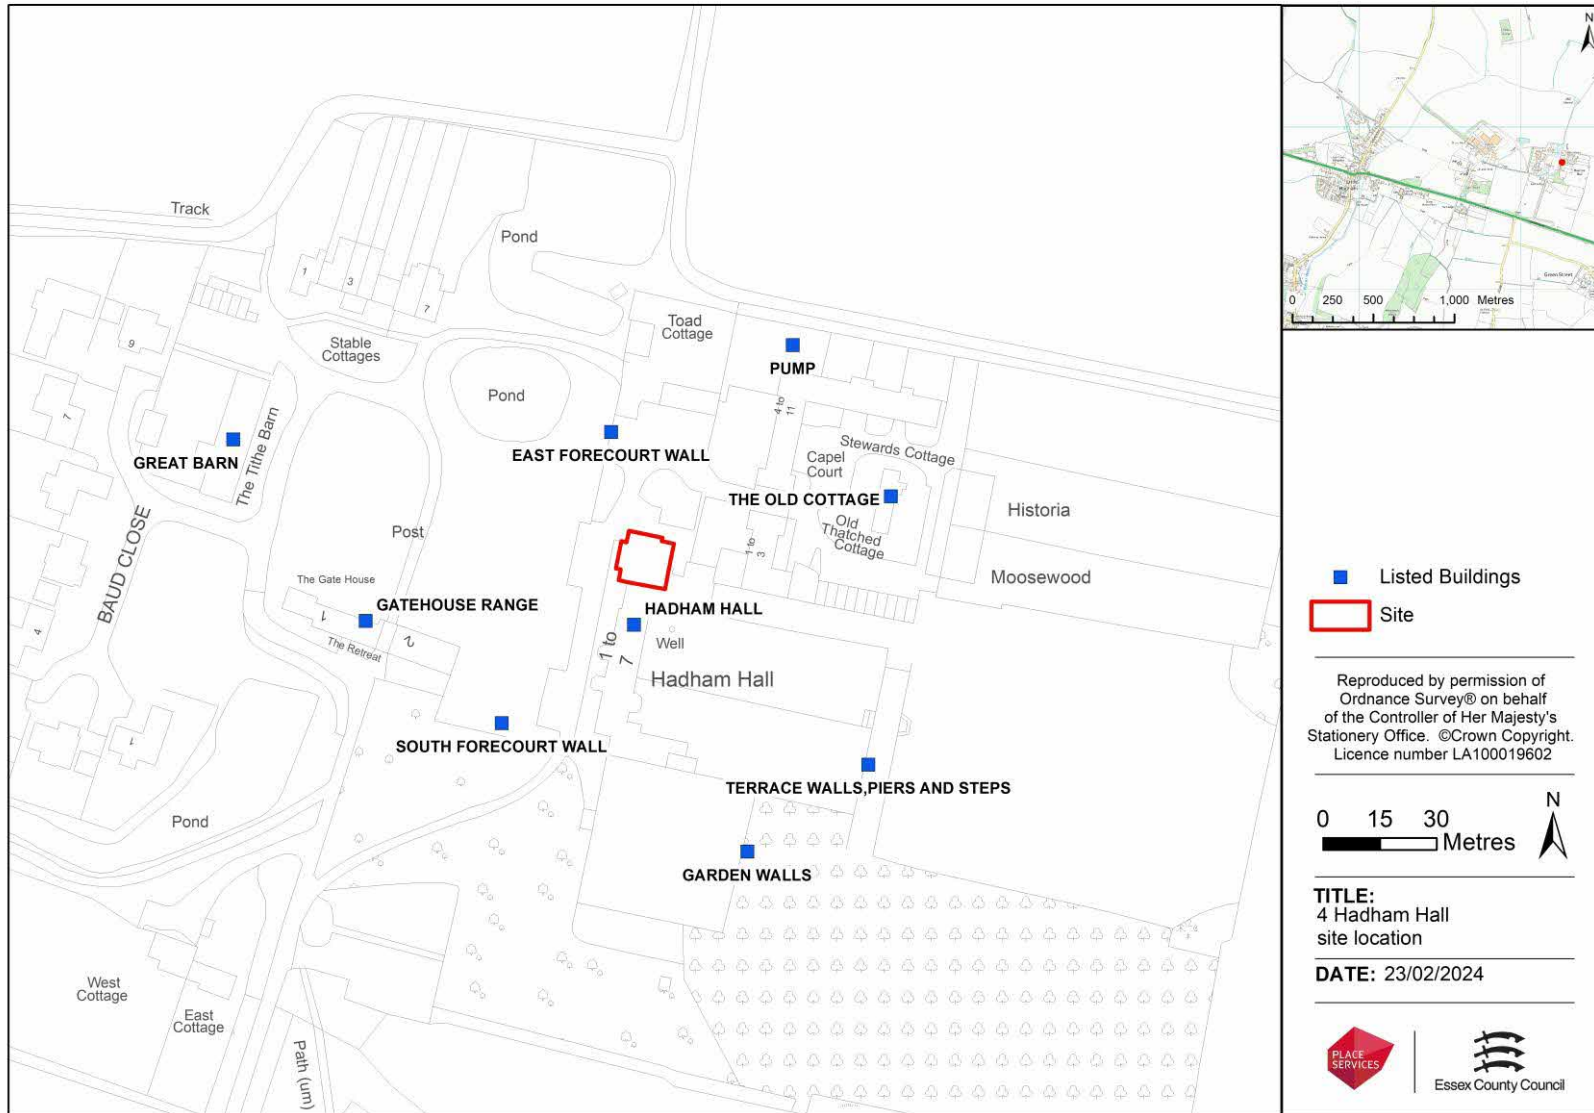 Track
Pond
1
3
7
Stable
Cottages
Toad
Cottage
PUMP
9
7
Pond
4 to
11
GREAT BARN
The Tithe Barn
EAST FORECOURT WALL
Stewards Cottage
Capel
Court
THE OLD COTTAGE
Old
Thatched
Cottage
Historia
1 to
3
Moosewood
BAUD CLOSE
Post
The Gate House
GATEHOUSE RANGE
1
2
The Retreat
HADHAM HALL
1 to
7
Well
Hadham Hall
4
SOUTH FORECOURT WALL
1
TERRACE WALLS,PIERS AND STEPS
Pond
GARDEN WALLS
West
Cottage
East
Cottage
Path (um)
N
0 250 500 1,000 Metres
Listed Buildings
Site
Reproduced by permission of
Ordnance Survey® on behalf
of the Controller of Her Majesty's
Stationery Office. ©Crown Copyright.
Licence number LA100019602
0 15 30
Metres
N
TITLE:
4 Hadham Hall
site location
DATE: 23/02/2024
PLACE
SERVICES
Essex County Council